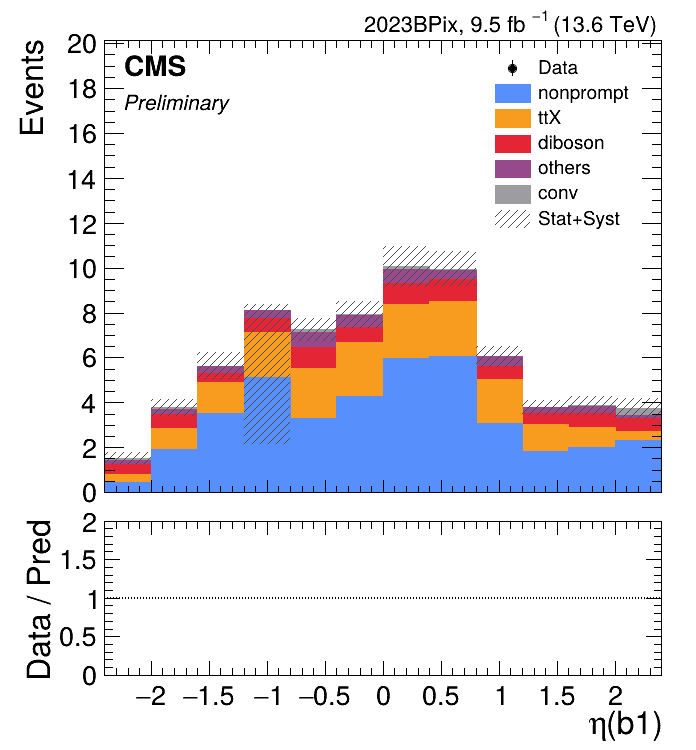 2023BPix, 9.5 fb⁻¹ (13.6 TeV)
CMS
Preliminary
Events
20
18
16
14
12
10
8
6
4
2
0
Data
nonprompt
ttX
diboson
others
conv
Stat+Syst
Data / Pred
2
1.5
1
0.5
0
−2 −1.5 −1 −0.5 0 0.5 1 1.5 2
η(b1)